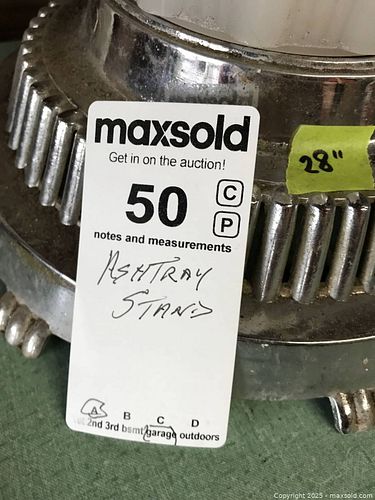 maxsold
Get in on the auction!
50
C
P
notes and measurements
ASHTRAY
STAND
A B C D
2nd 3rd bsmt garage outdoors
28"
Copyright 2025 - maxsold.com